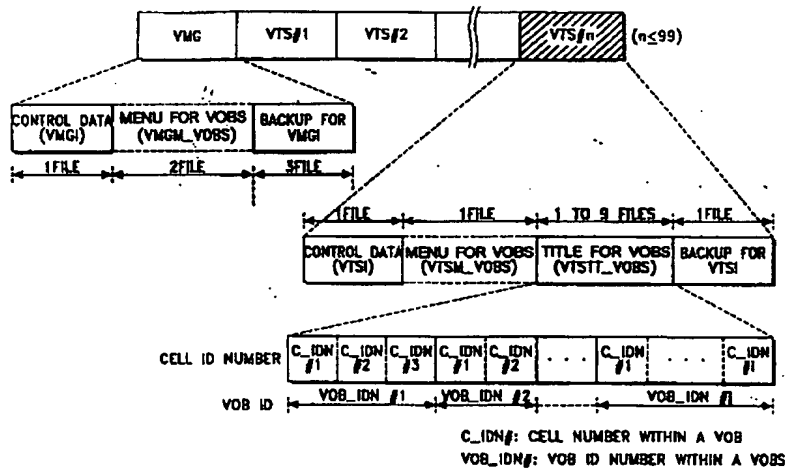 VMG VTS#1 VTS#2 VTS#n (n≤99)
CONTROL DATA (VMGI) MENU FOR VOBS (VMGM_VOBS) BACKUP FOR VMGI
1FILE 2FILE 3FILE
1FILE 1FILE 1 TO 9 FILES 1FILE
CONTROL DATA (VTSI) MENU FOR VOBS (VTSM_VOBS) TITLE FOR VOBS (VTSTT_VOBS) BACKUP FOR VTSI
CELL ID NUMBER C_IDN #1 C_IDN #2 C_IDN #3 C_IDN #1 C_IDN #2 ... C_IDN #1 ... C_IDN #i
VOB ID VOB_IDN #1 VOB_IDN #2 VOB_IDN #i
C_IDN#: CELL NUMBER WITHIN A VOB
VOB_IDN#: VOB ID NUMBER WITHIN A VOBS